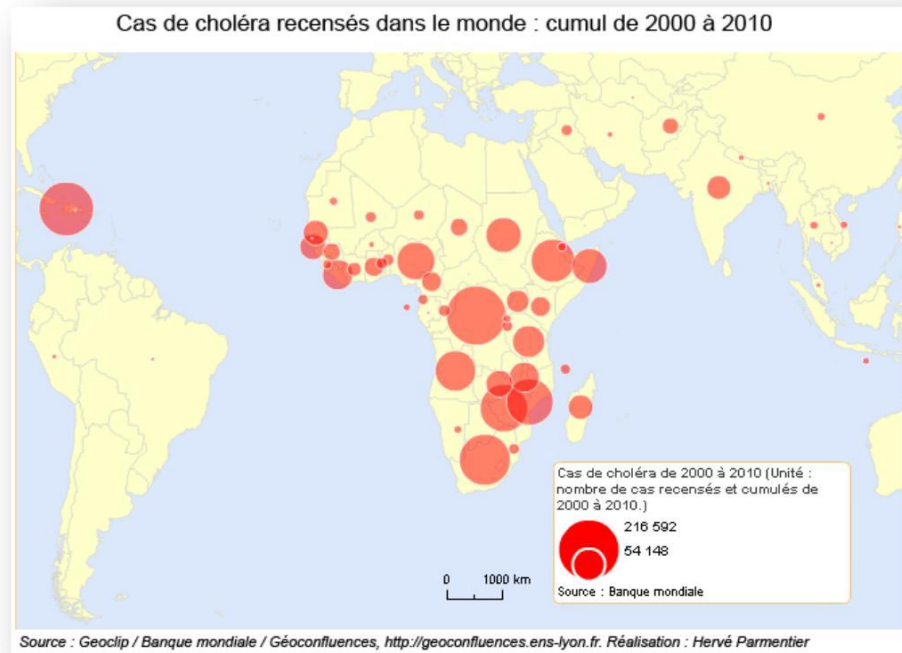 Cas de choléra recensés dans le monde : cumul de 2000 à 2010
Cas de choléra de 2000 à 2010 (Unité :
nombre de cas recensés et cumulés de
2000 à 2010.)
216 592
54 148
0 1000 km
Source : Banque mondiale
Source : Geoclip / Banque mondiale / Géoconfluences, http://geoconfluences.ens-lyon.fr. Réalisation : Hervé Parmentier